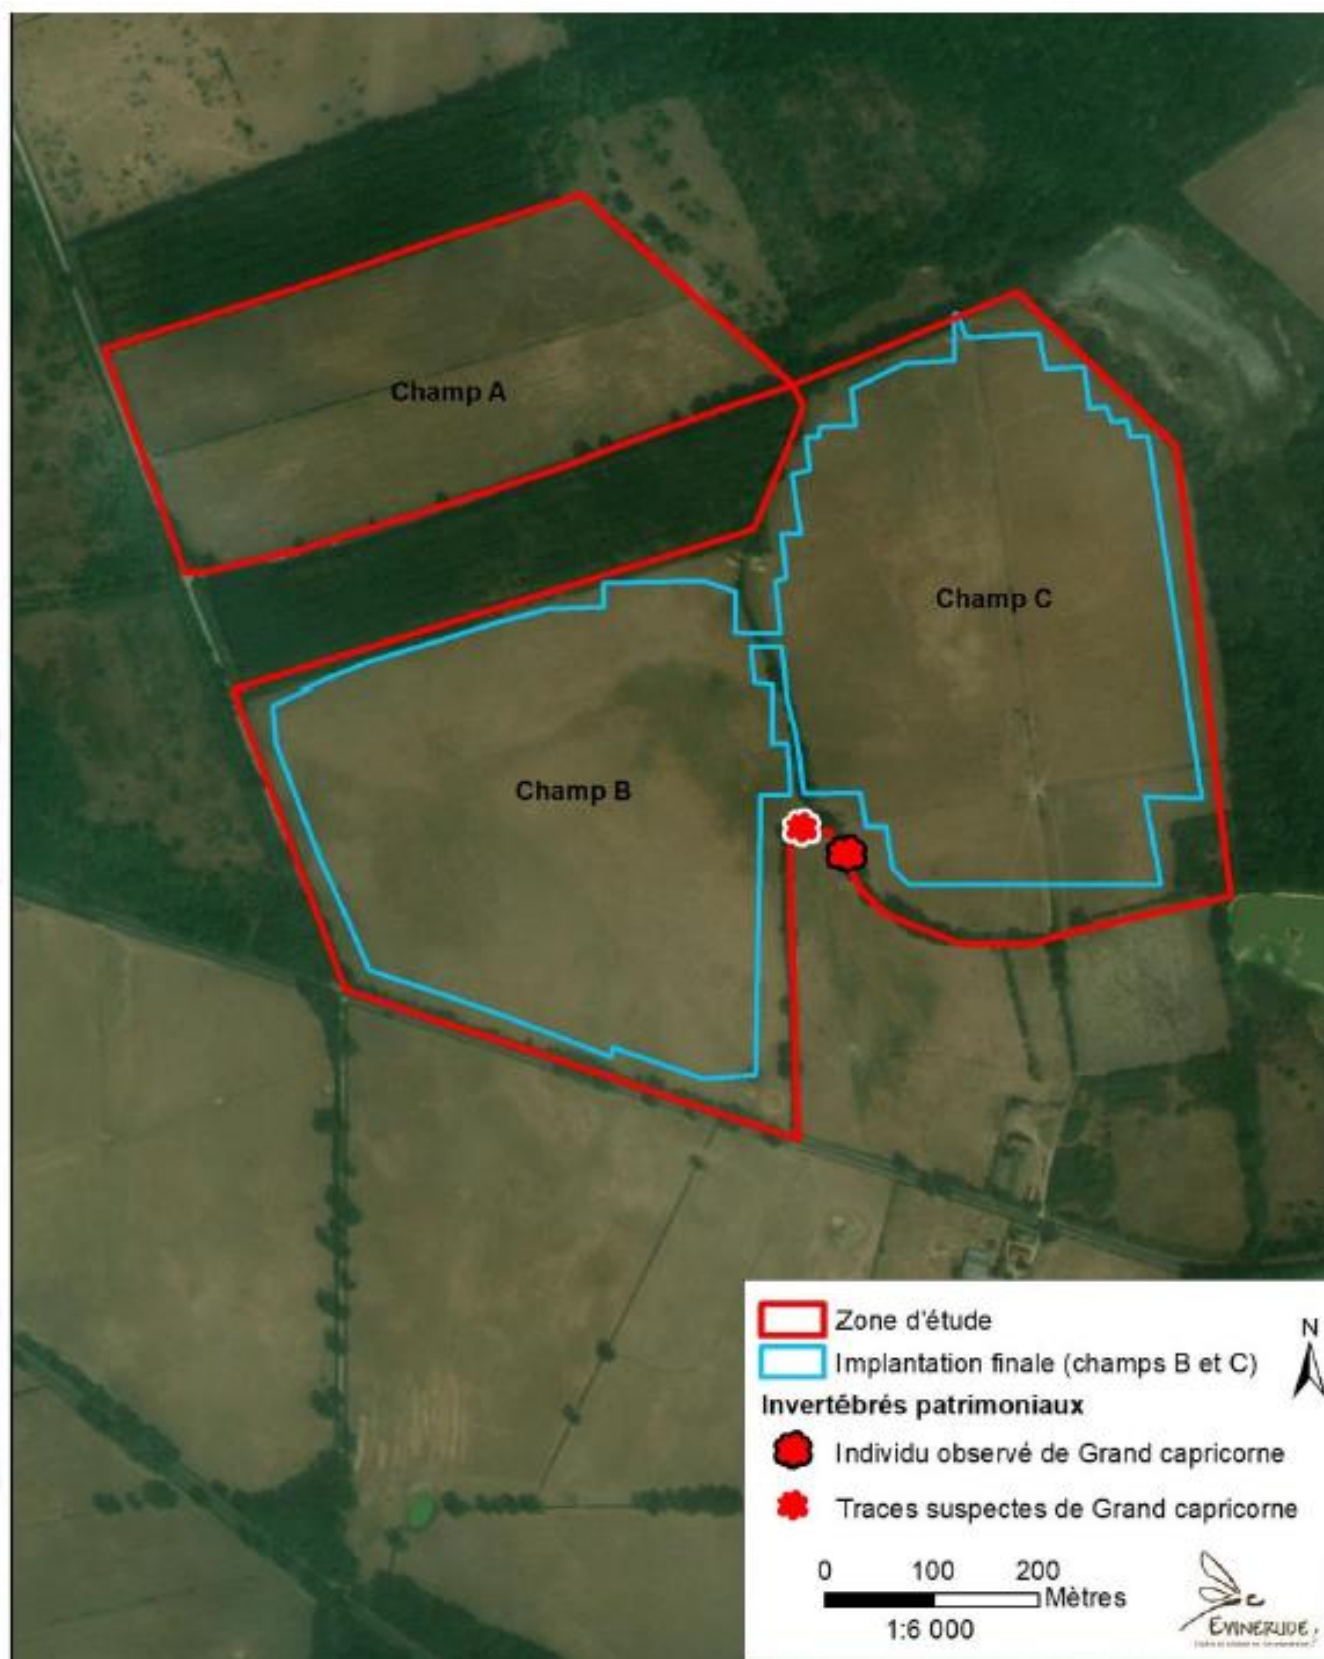 Champ A
Champ C
Champ B
Zone d'étude
N
Implantation finale (champs B et C)
Invertébrés patrimoniaux
Individu observé de Grand capricorne
Traces suspectes de Grand capricorne
0 100 200
Mètres
1:6 000
EVINERUDE